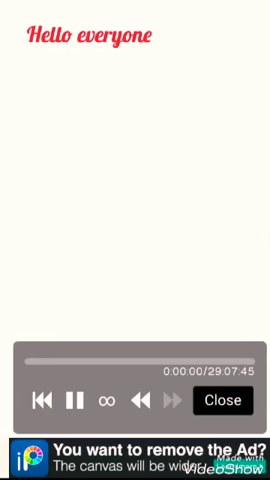 Hello everyone
0:00:00/29:07:45
Close
You want to remove the Ad?
The canvas will be wider
Made with
VideoShow